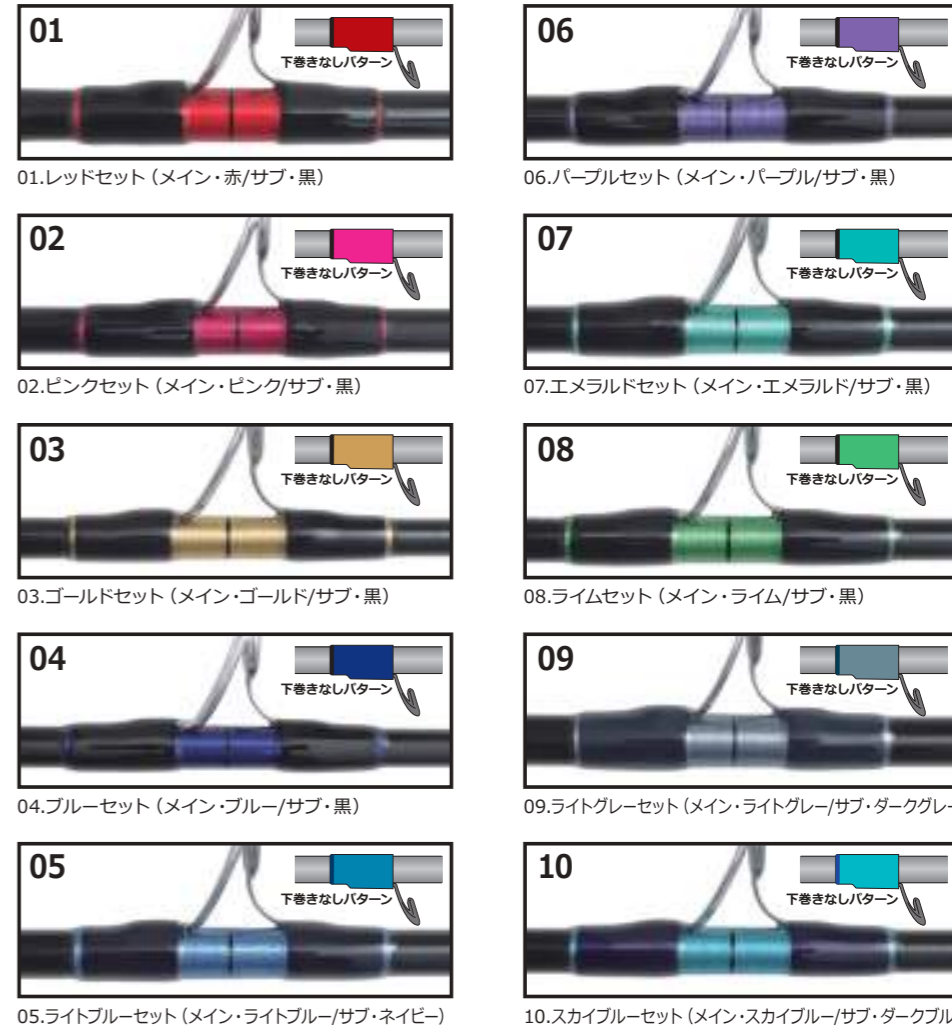 01
下巻きなしパターン
01.レッドセット（メイン・赤/サブ・黒）
02
下巻きなしパターン
02.ピンクセット（メイン・ピンク/サブ・黒）
03
下巻きなしパターン
03.ゴールドセット（メイン・ゴールド/サブ・黒）
04
下巻きなしパターン
04.ブルーセット（メイン・ブルー/サブ・黒）
05
下巻きなしパターン
05.ライトブルーセット（メイン・ライトブルー/サブ・ネイビー）
06
下巻きなしパターン
06.パープルセット（メイン・パープル/サブ・黒）
07
下巻きなしパターン
07.エメラルドセット（メイン・エメラルド/サブ・黒）
08
下巻きなしパターン
08.ライムセット（メイン・ライム/サブ・黒）
09
下巻きなしパターン
09.ライトグレーセット（メイン・ライトグレー/サブ・ダークグレー
10
下巻きなしパターン
10.スカイブルーセット（メイン・スカイブルー/サブ・ダークブル